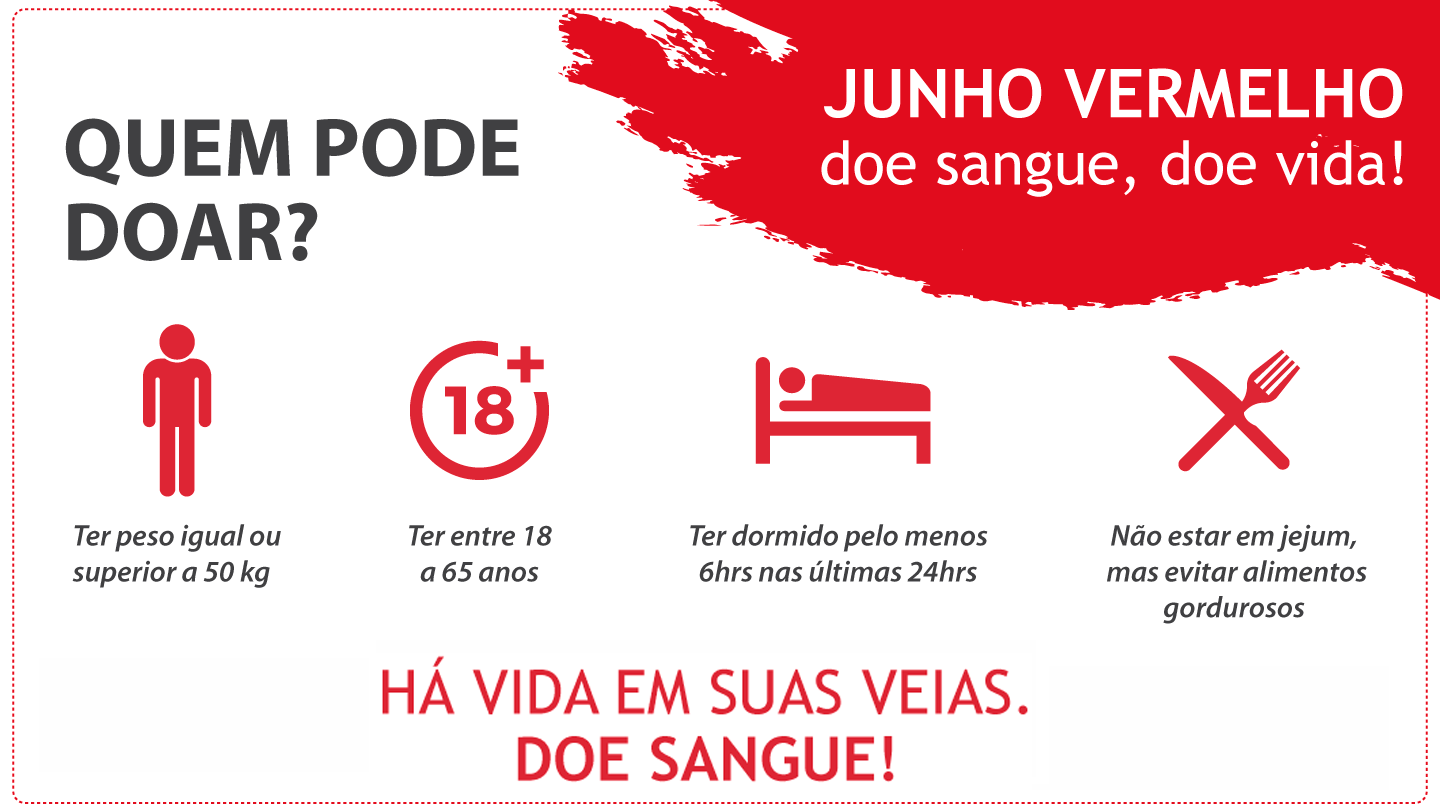 JUNHO VERMELHO
doe sangue, doe vida!
QUEM PODE
DOAR?
18+
Ter peso igual ou
superior a 50 kg
Ter entre 18
a 65 anos
Ter dormido pelo menos
6hrs nas últimas 24hrs
Não estar em jejum,
mas evitar alimentos
gordurosos
HÁ VIDA EM SUAS VEIAS.
DOE SANGUE!